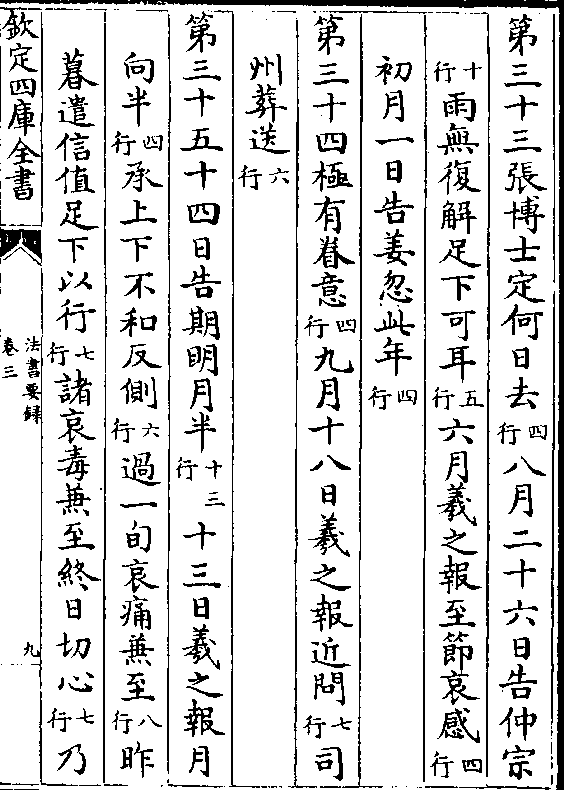 第三十三張博士定何日去四行八月二十六日告仲宗
十行雨無復解足下可耳五行六月羲之報至節哀感四行
初月一日告姜忽此年四行
第三十四極有眷意四行九月十八日羲之報近問七行司
州葬送六行
第三十五十四日告期明月半十三行十三日羲之報月
向半四行承上下不和反側六行過一旬哀痛兼至八行昨
暮遣信值足下以行七行諸哀毒兼至終日切心七行乃
欽定四庫全書
法書要録
卷三
九